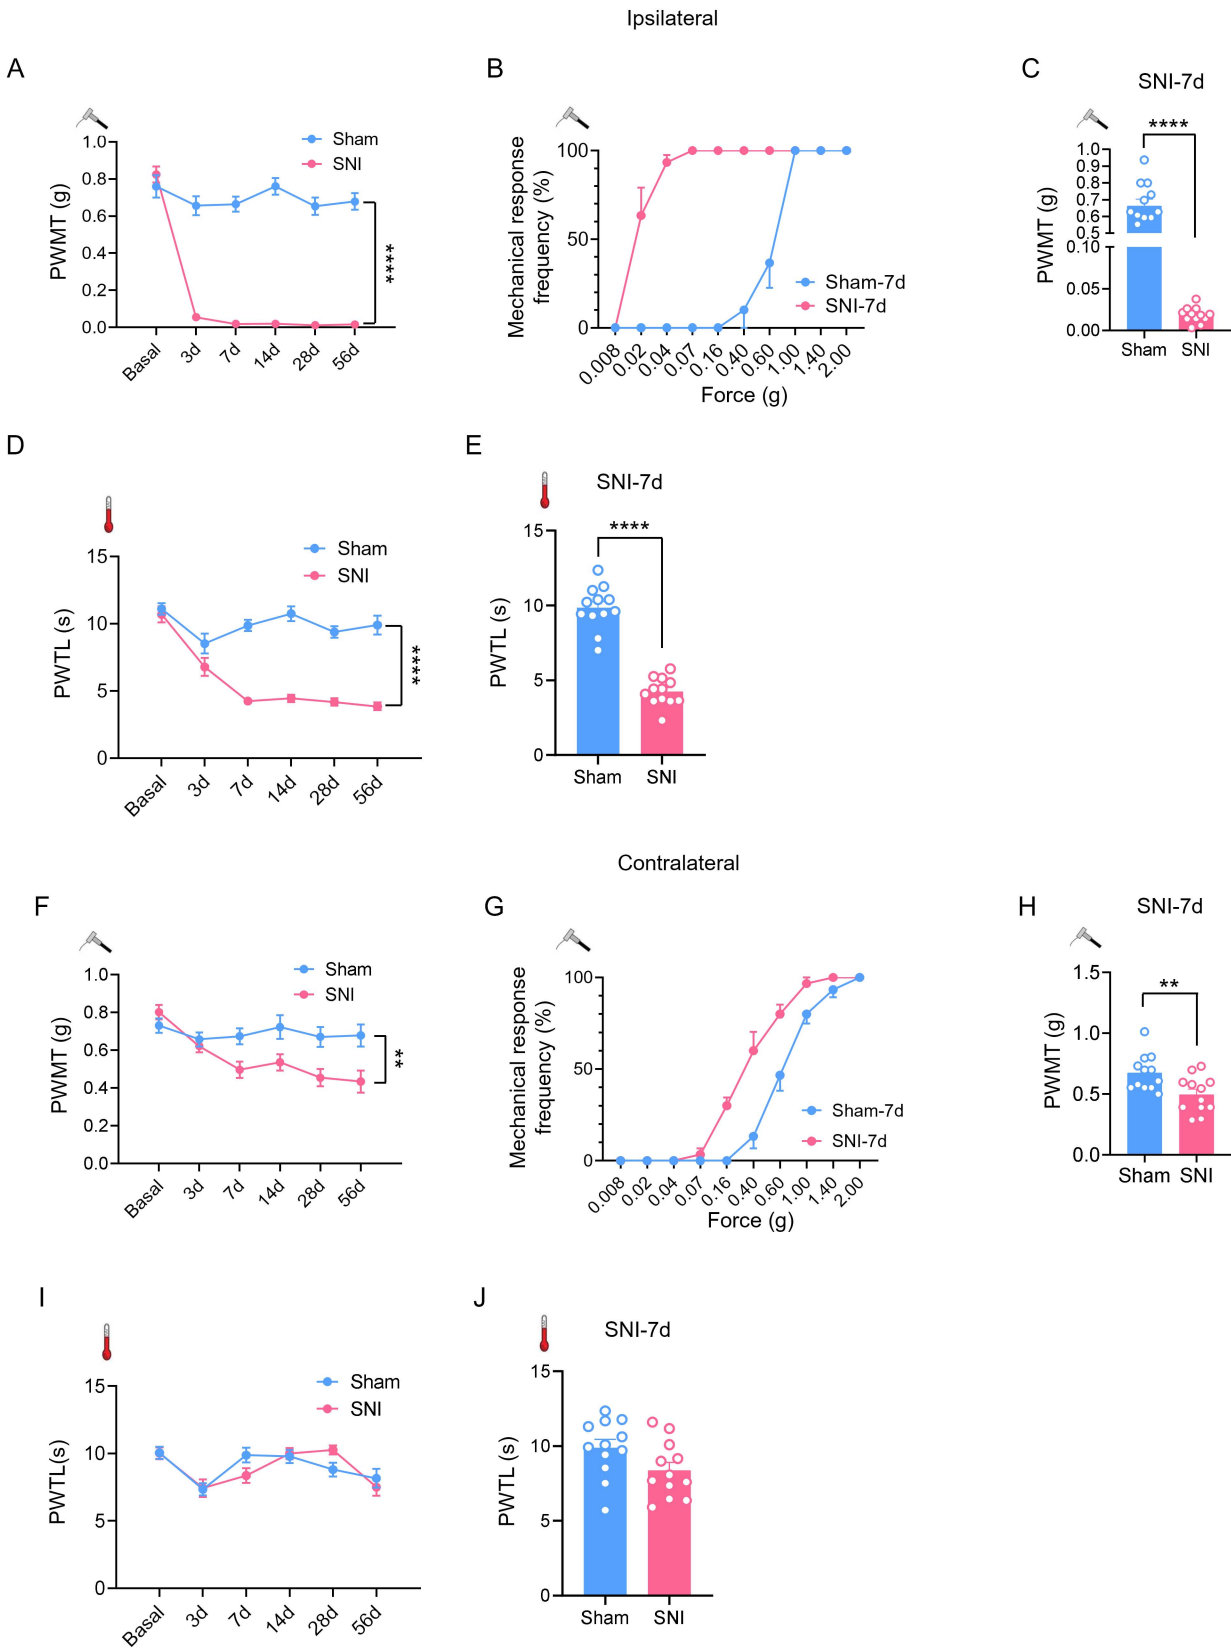 Ipsilateral
A
B
C
SNI-7d
****
Sham
SNI
1.0
0.8
0.6
0.4
0.2
0.0
PWMT (g)
****
Basal
3d
7d
14d
28d
56d
Mechanical response
frequency (%)
100
50
0
Sham-7d
SNI-7d
0.008
0.02
0.04
0.07
0.16
0.40
0.60
1.00
1.40
2.00
Force (g)
PWMT (g)
1.0
0.9
0.8
0.7
0.6
0.5
0.10
0.05
0.00
Sham
SNI
D
E
SNI-7d
Sham
SNI
15
10
5
0
PWTL (s)
****
Basal
3d
7d
14d
28d
56d
****
15
10
5
0
PWTL (s)
Sham
SNI
Contralateral
F
G
H
SNI-7d
Sham
SNI
1.0
0.8
0.6
0.4
0.2
0.0
PWMT (g)
**
Basal
3d
7d
14d
28d
56d
Mechanical response
frequency (%)
100
50
0
Sham-7d
SNI-7d
0.008
0.02
0.04
0.07
0.16
0.40
0.60
1.00
1.40
2.00
Force (g)
**
1.5
1.0
0.5
0.0
PWMT (g)
Sham
SNI
I
J
SNI-7d
Sham
SNI
15
10
5
0
PWTL(s)
Basal
3d
7d
14d
28d
56d
15
10
5
0
PWTL (s)
Sham
SNI